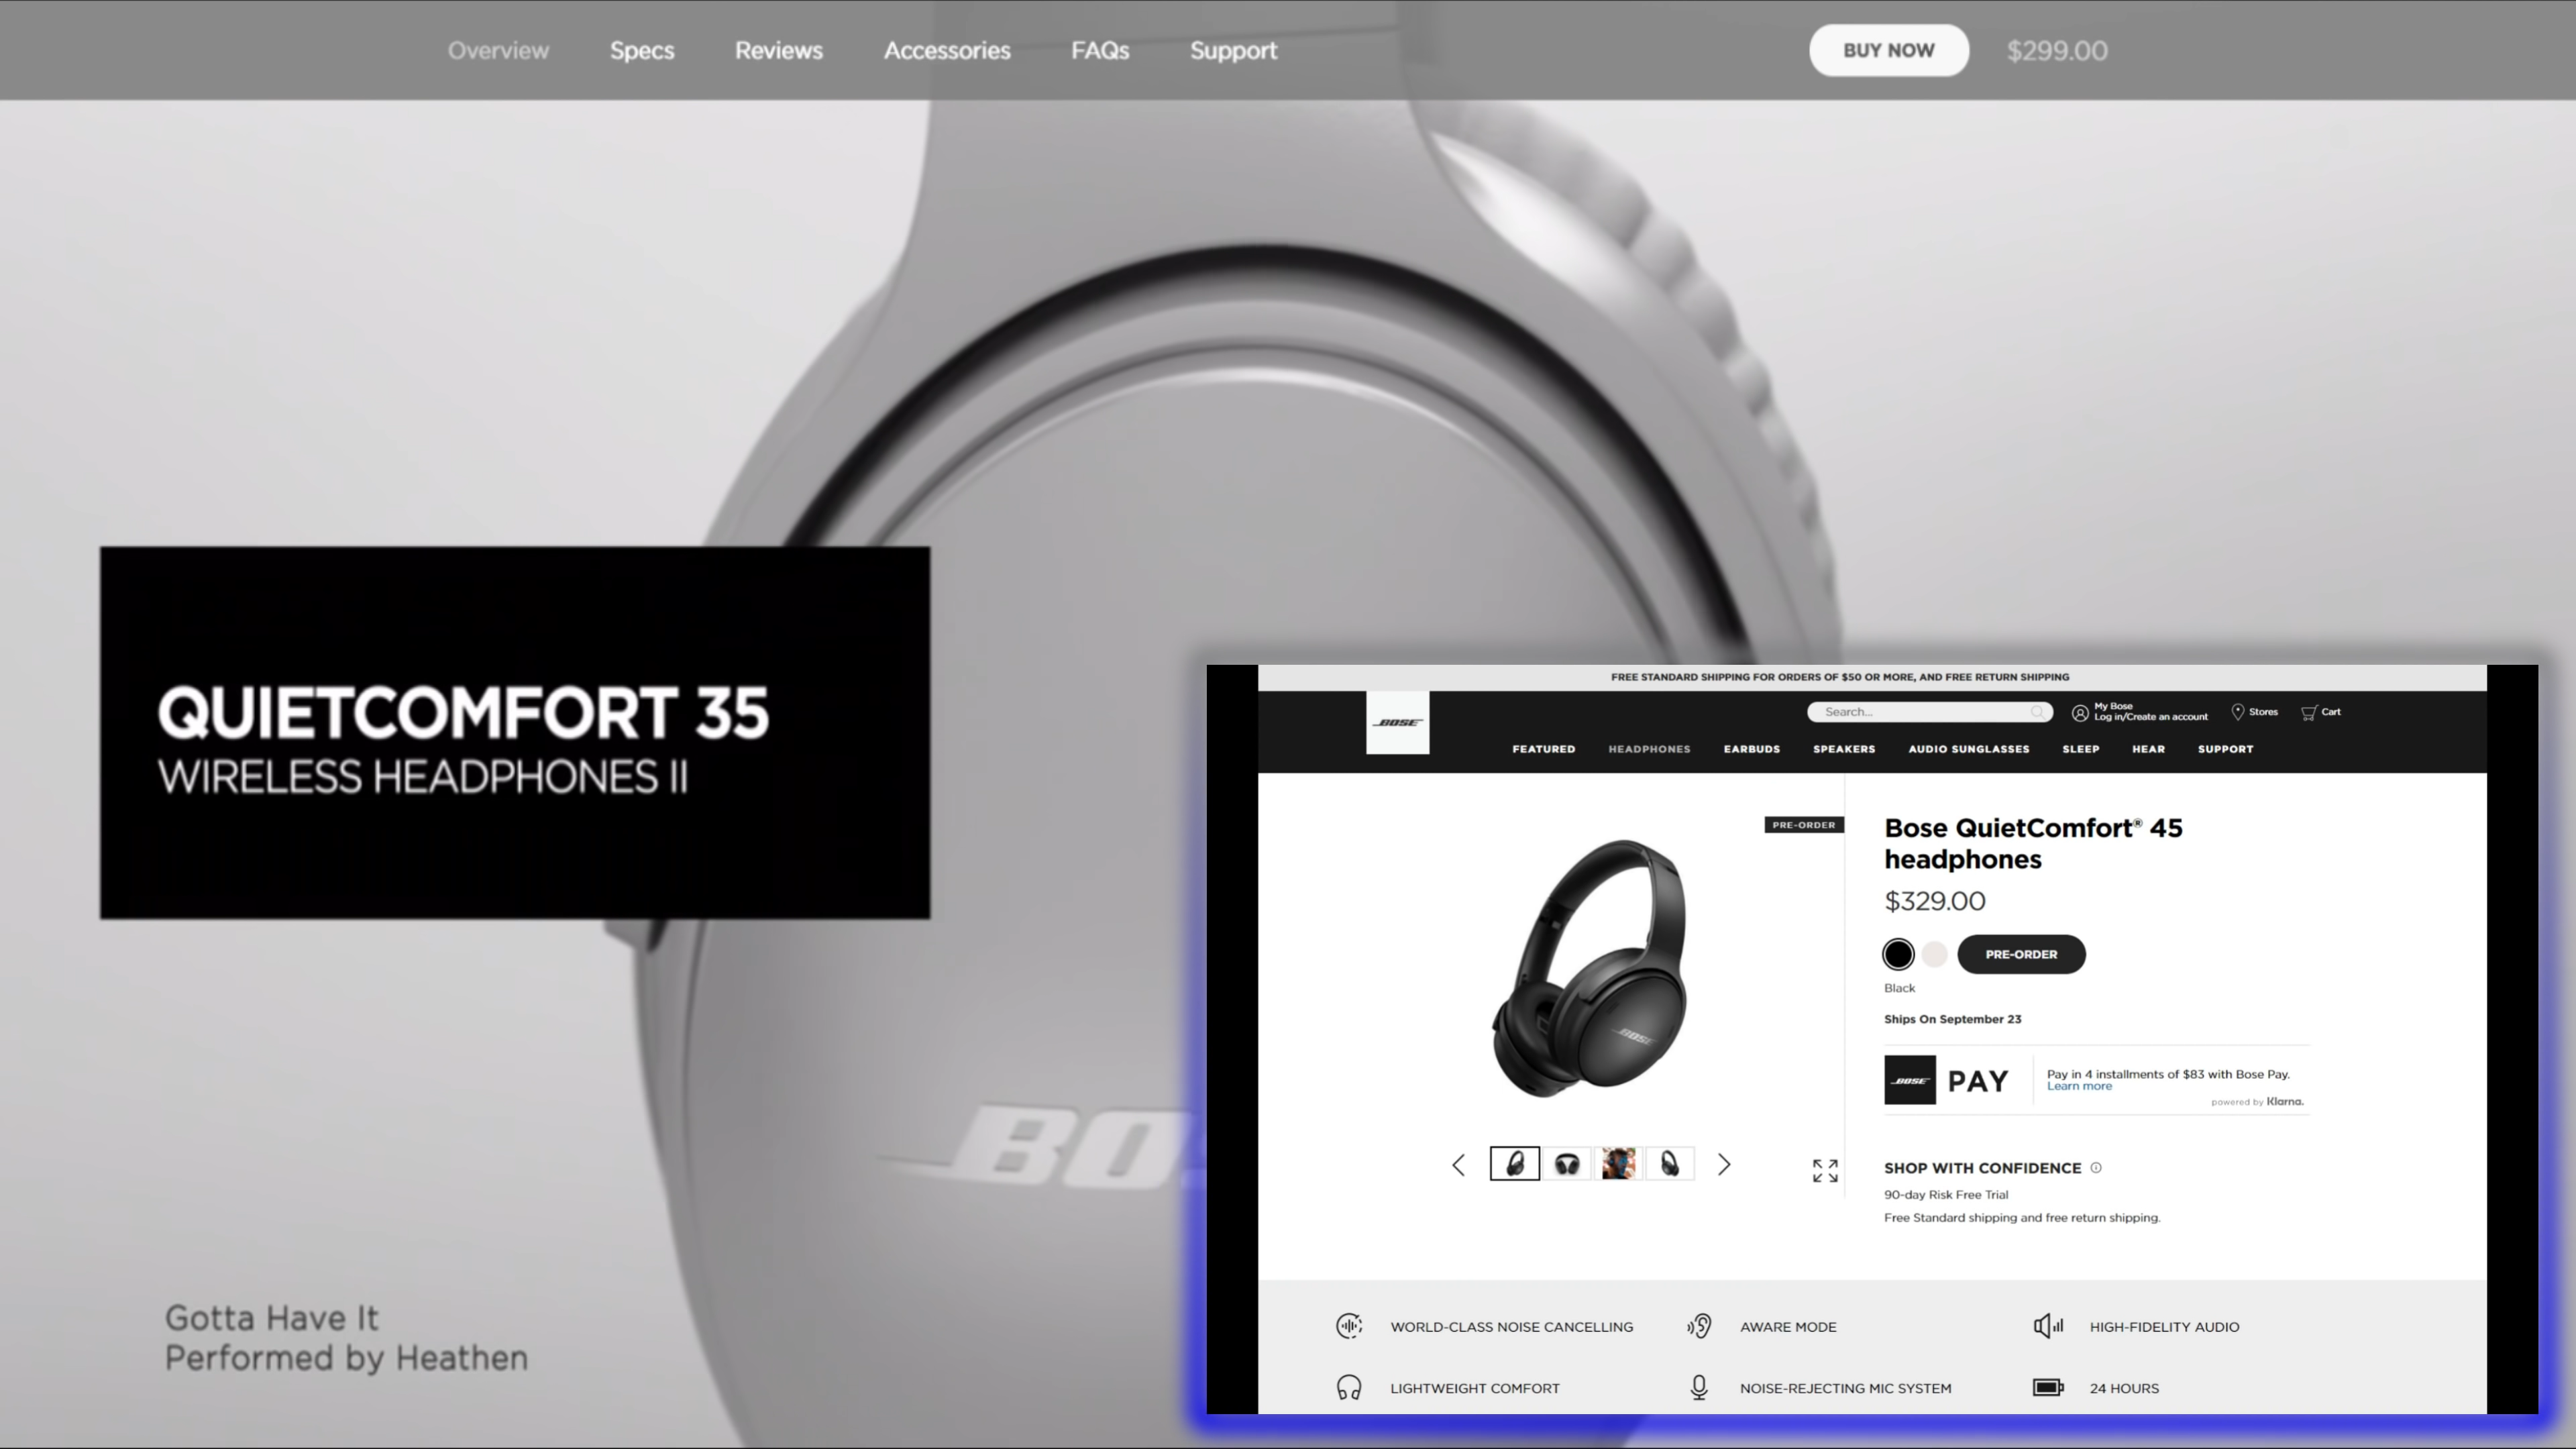 Overview Specs Reviews Accessories FAQs Support BUY NOW $299.00
QUIETCOMFORT 35
WIRELESS HEADPHONES II
BO
Gotta Have It
Performed by Heathen
FREE STANDARD SHIPPING FOR ORDERS OF $50 OR MORE, AND FREE RETURN SHIPPING
BOSE
Search...
My Bose
Log in/Create an account
Stores
Cart
FEATURED HEADPHONES EARBUDS SPEAKERS AUDIO SUNGLASSES SLEEP HEAR SUPPORT
PRE-ORDER
BOSE
Bose QuietComfort® 45
headphones
$329.00
PRE-ORDER
Black
Ships On September 23
BOSE PAY
Pay in 4 installments of $83 with Bose Pay.
Learn more
powered by Klarna.
SHOP WITH CONFIDENCE
90-day Risk Free Trial
Free Standard shipping and free return shipping.
WORLD-CLASS NOISE CANCELLING AWARE MODE HIGH-FIDELITY AUDIO
LIGHTWEIGHT COMFORT NOISE-REJECTING MIC SYSTEM 24 HOURS